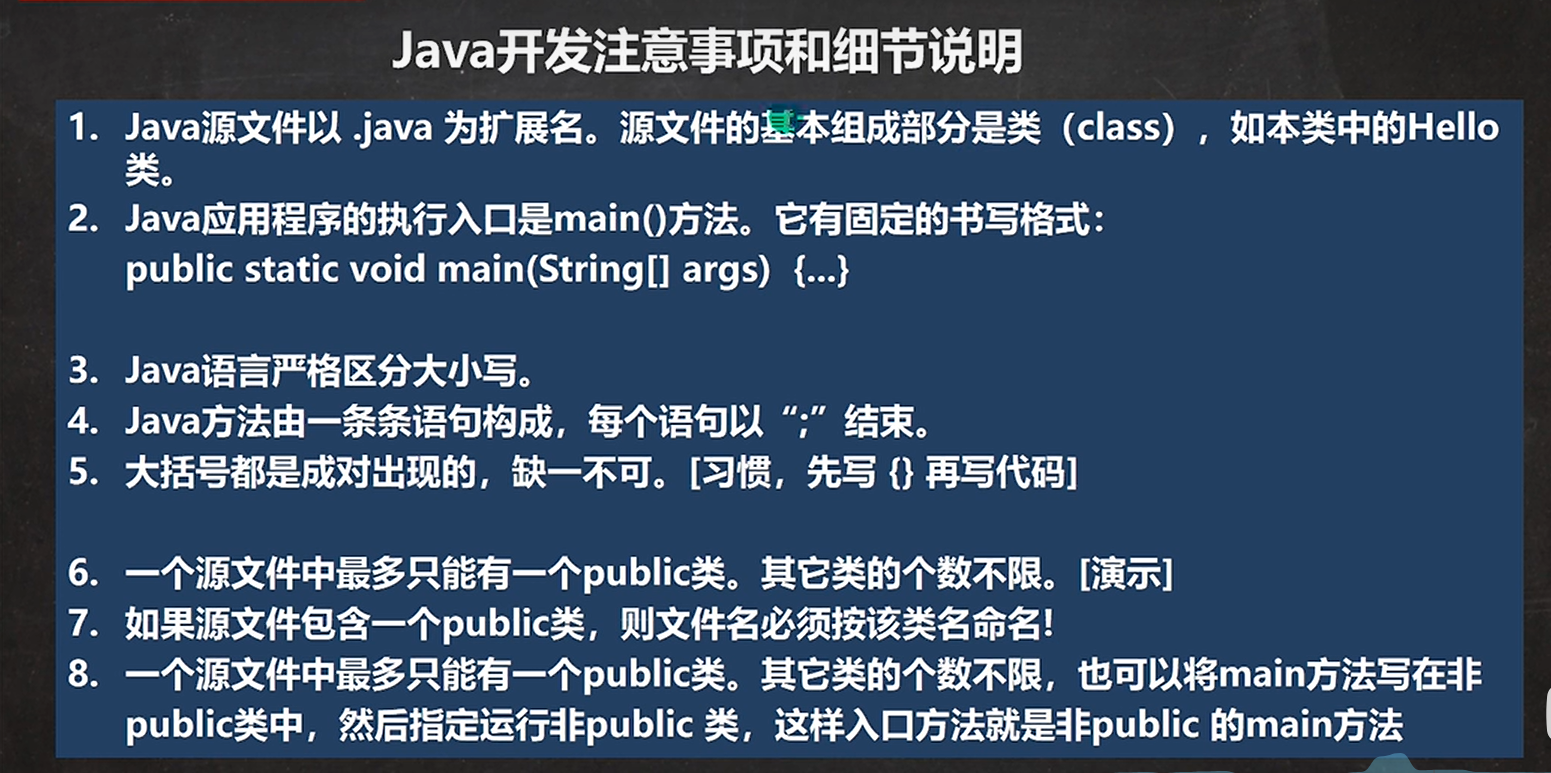 Java开发注意事项和细节说明
1. Java源文件以 .java 为扩展名。源文件的基本组成部分是类（class），如本类中的Hello
类。
2. Java应用程序的执行入口是main()方法。它有固定的书写格式：
public static void main(String[] args) {...}
3. Java语言严格区分大小写。
4. Java方法由一条条语句构成，每个语句以“;”结束。
5. 大括号都是成对出现的，缺一不可。[习惯，先写 {} 再写代码]
6. 一个源文件中最多只能有一个public类。其它类的个数不限。[演示]
7. 如果源文件包含一个public类，则文件名必须按该类名命名!
8. 一个源文件中最多只能有一个public类。其它类的个数不限，也可以将main方法写在非
public类中，然后指定运行非public 类，这样入口方法就是非public 的main方法